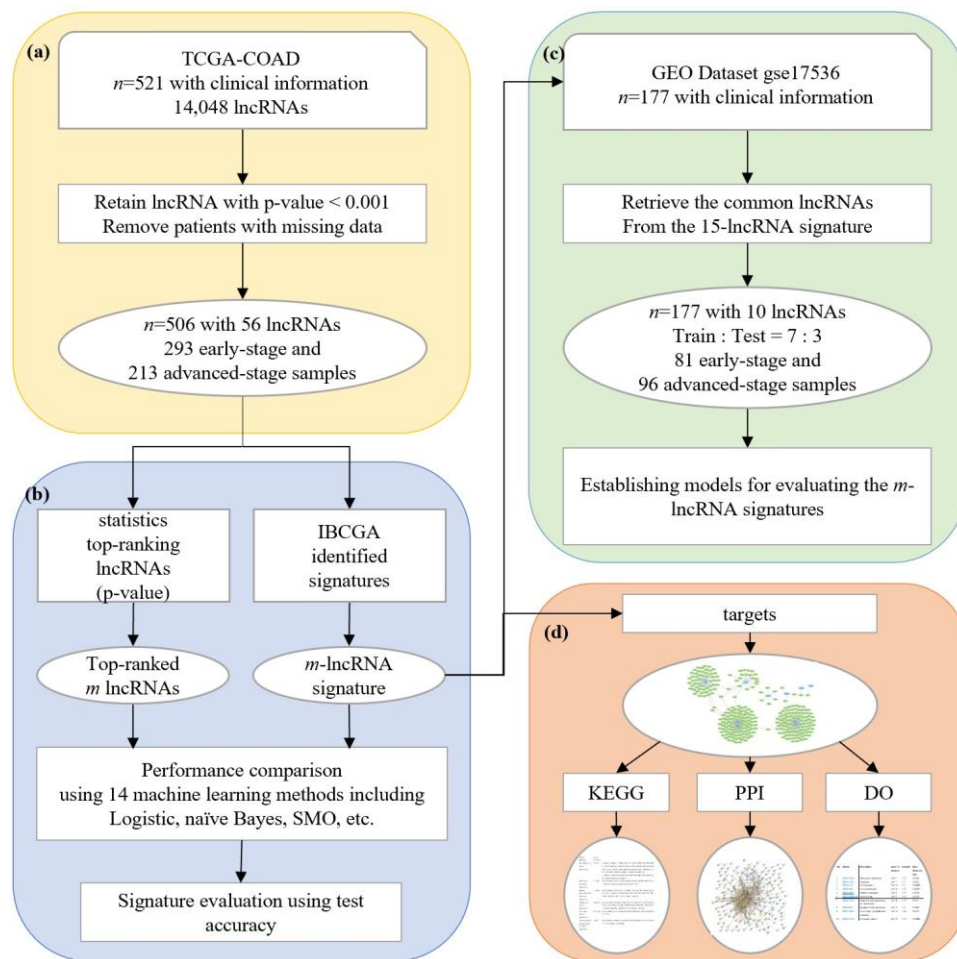 (a)
TCGA-COAD
n=521 with clinical information
14,048 lncRNAs
Retain lncRNA with p-value < 0.001
Remove patients with missing data
n=506 with 56 lncRNAs
293 early-stage and
213 advanced-stage samples
(b)
statistics
top-ranking
lncRNAs
(p-value)
IBCGA
identified
signatures
Top-ranked
m lncRNAs
m-lncRNA
signature
Performance comparison
using 14 machine learning methods including
Logistic, naïve Bayes, SMO, etc.
Signature evaluation using test
accuracy
(c)
GEO Dataset gse17536
n=177 with clinical information
Retrieve the common lncRNAs
From the 15-lncRNA signature
n=177 with 10 lncRNAs
Train : Test = 7 : 3
81 early-stage and
96 advanced-stage samples
Establishing models for evaluating the m-
lncRNA signatures
(d)
targets
KEGG
PPI
DO